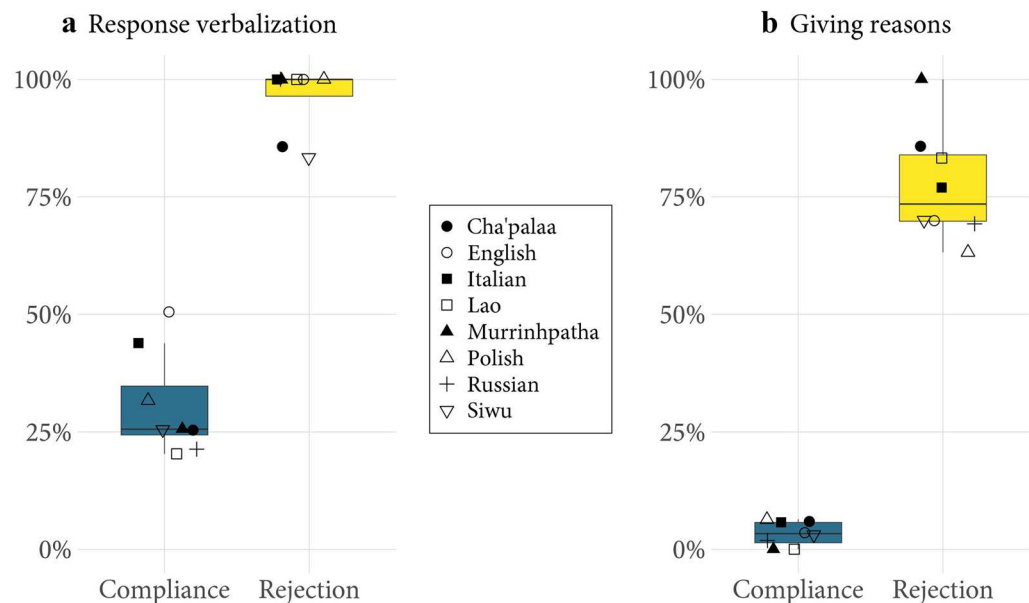 a Response verbalization
100%
75%
50%
25%
0%
Compliance Rejection
Cha'palaa
English
Italian
Lao
Murrinhpatha
Polish
Russian
Siwu
b Giving reasons
100%
75%
50%
25%
0%
Compliance Rejection